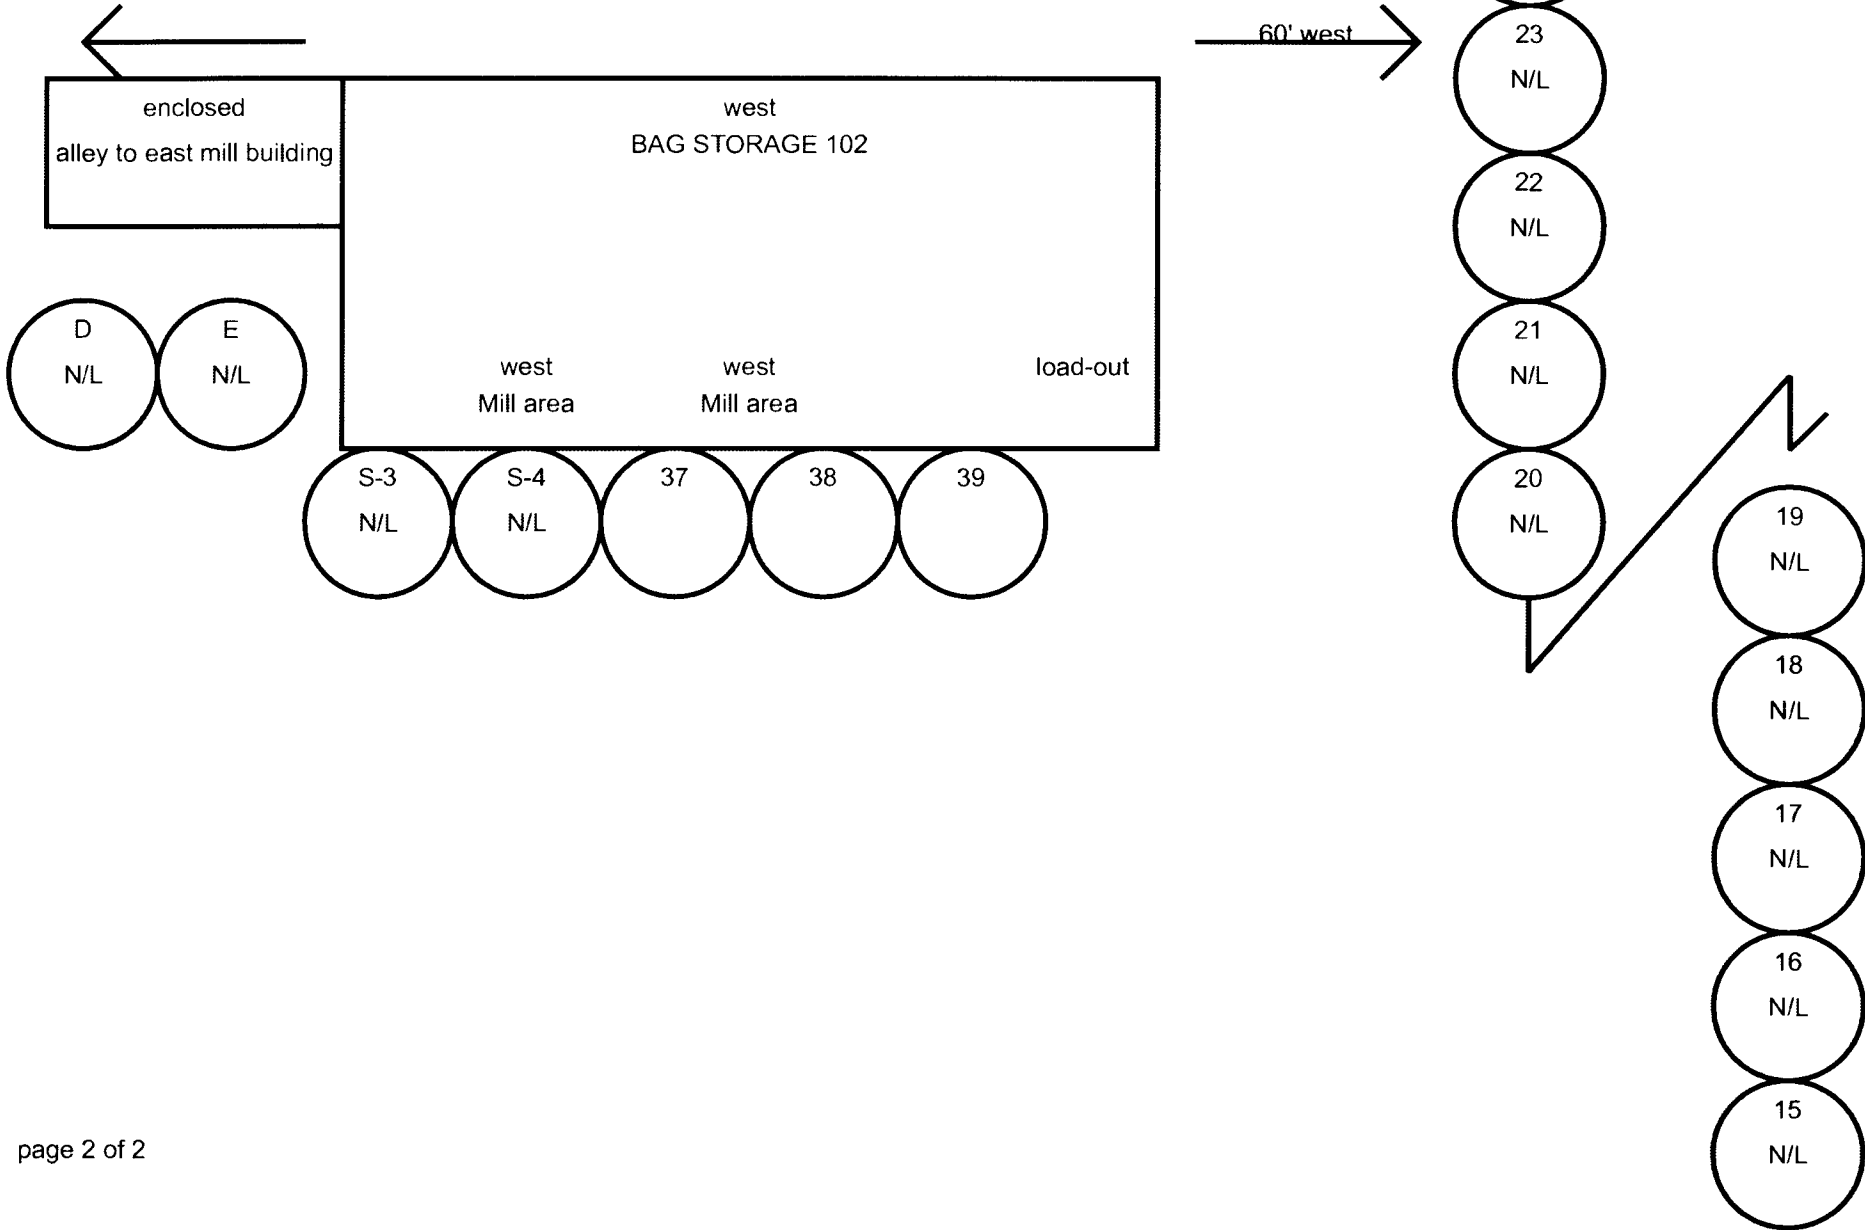 60' west
23
N/L
enclosed
alley to east mill building
west
BAG STORAGE 102
22
N/L
D
N/L
E
N/L
west
Mill area
west
Mill area
load-out
21
N/L
S-3
N/L
S-4
N/L
37
38
39
20
N/L
19
N/L
18
N/L
17
N/L
16
N/L
15
N/L
page 2 of 2